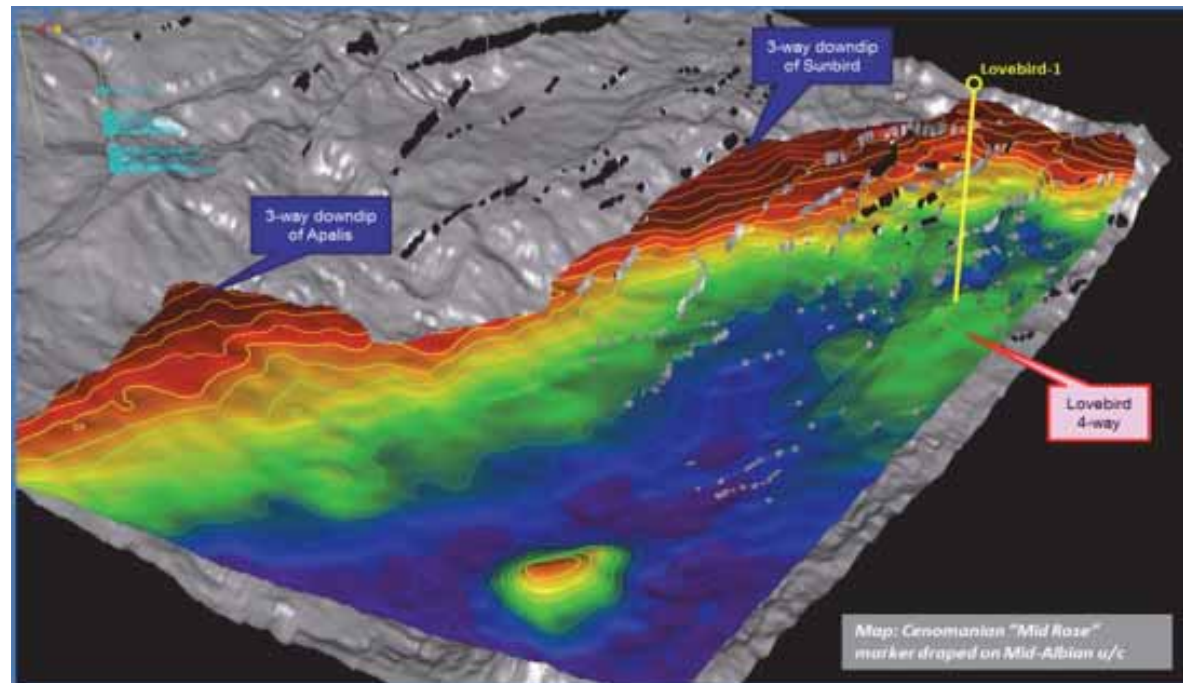 3-way downdip
of Sunbird
Lovebird-1
3-way downdip
of Apalis
Lovebird
4-way
Map: Cenomanian "Mid Rose"
marker draped on Mid-Albian u/c